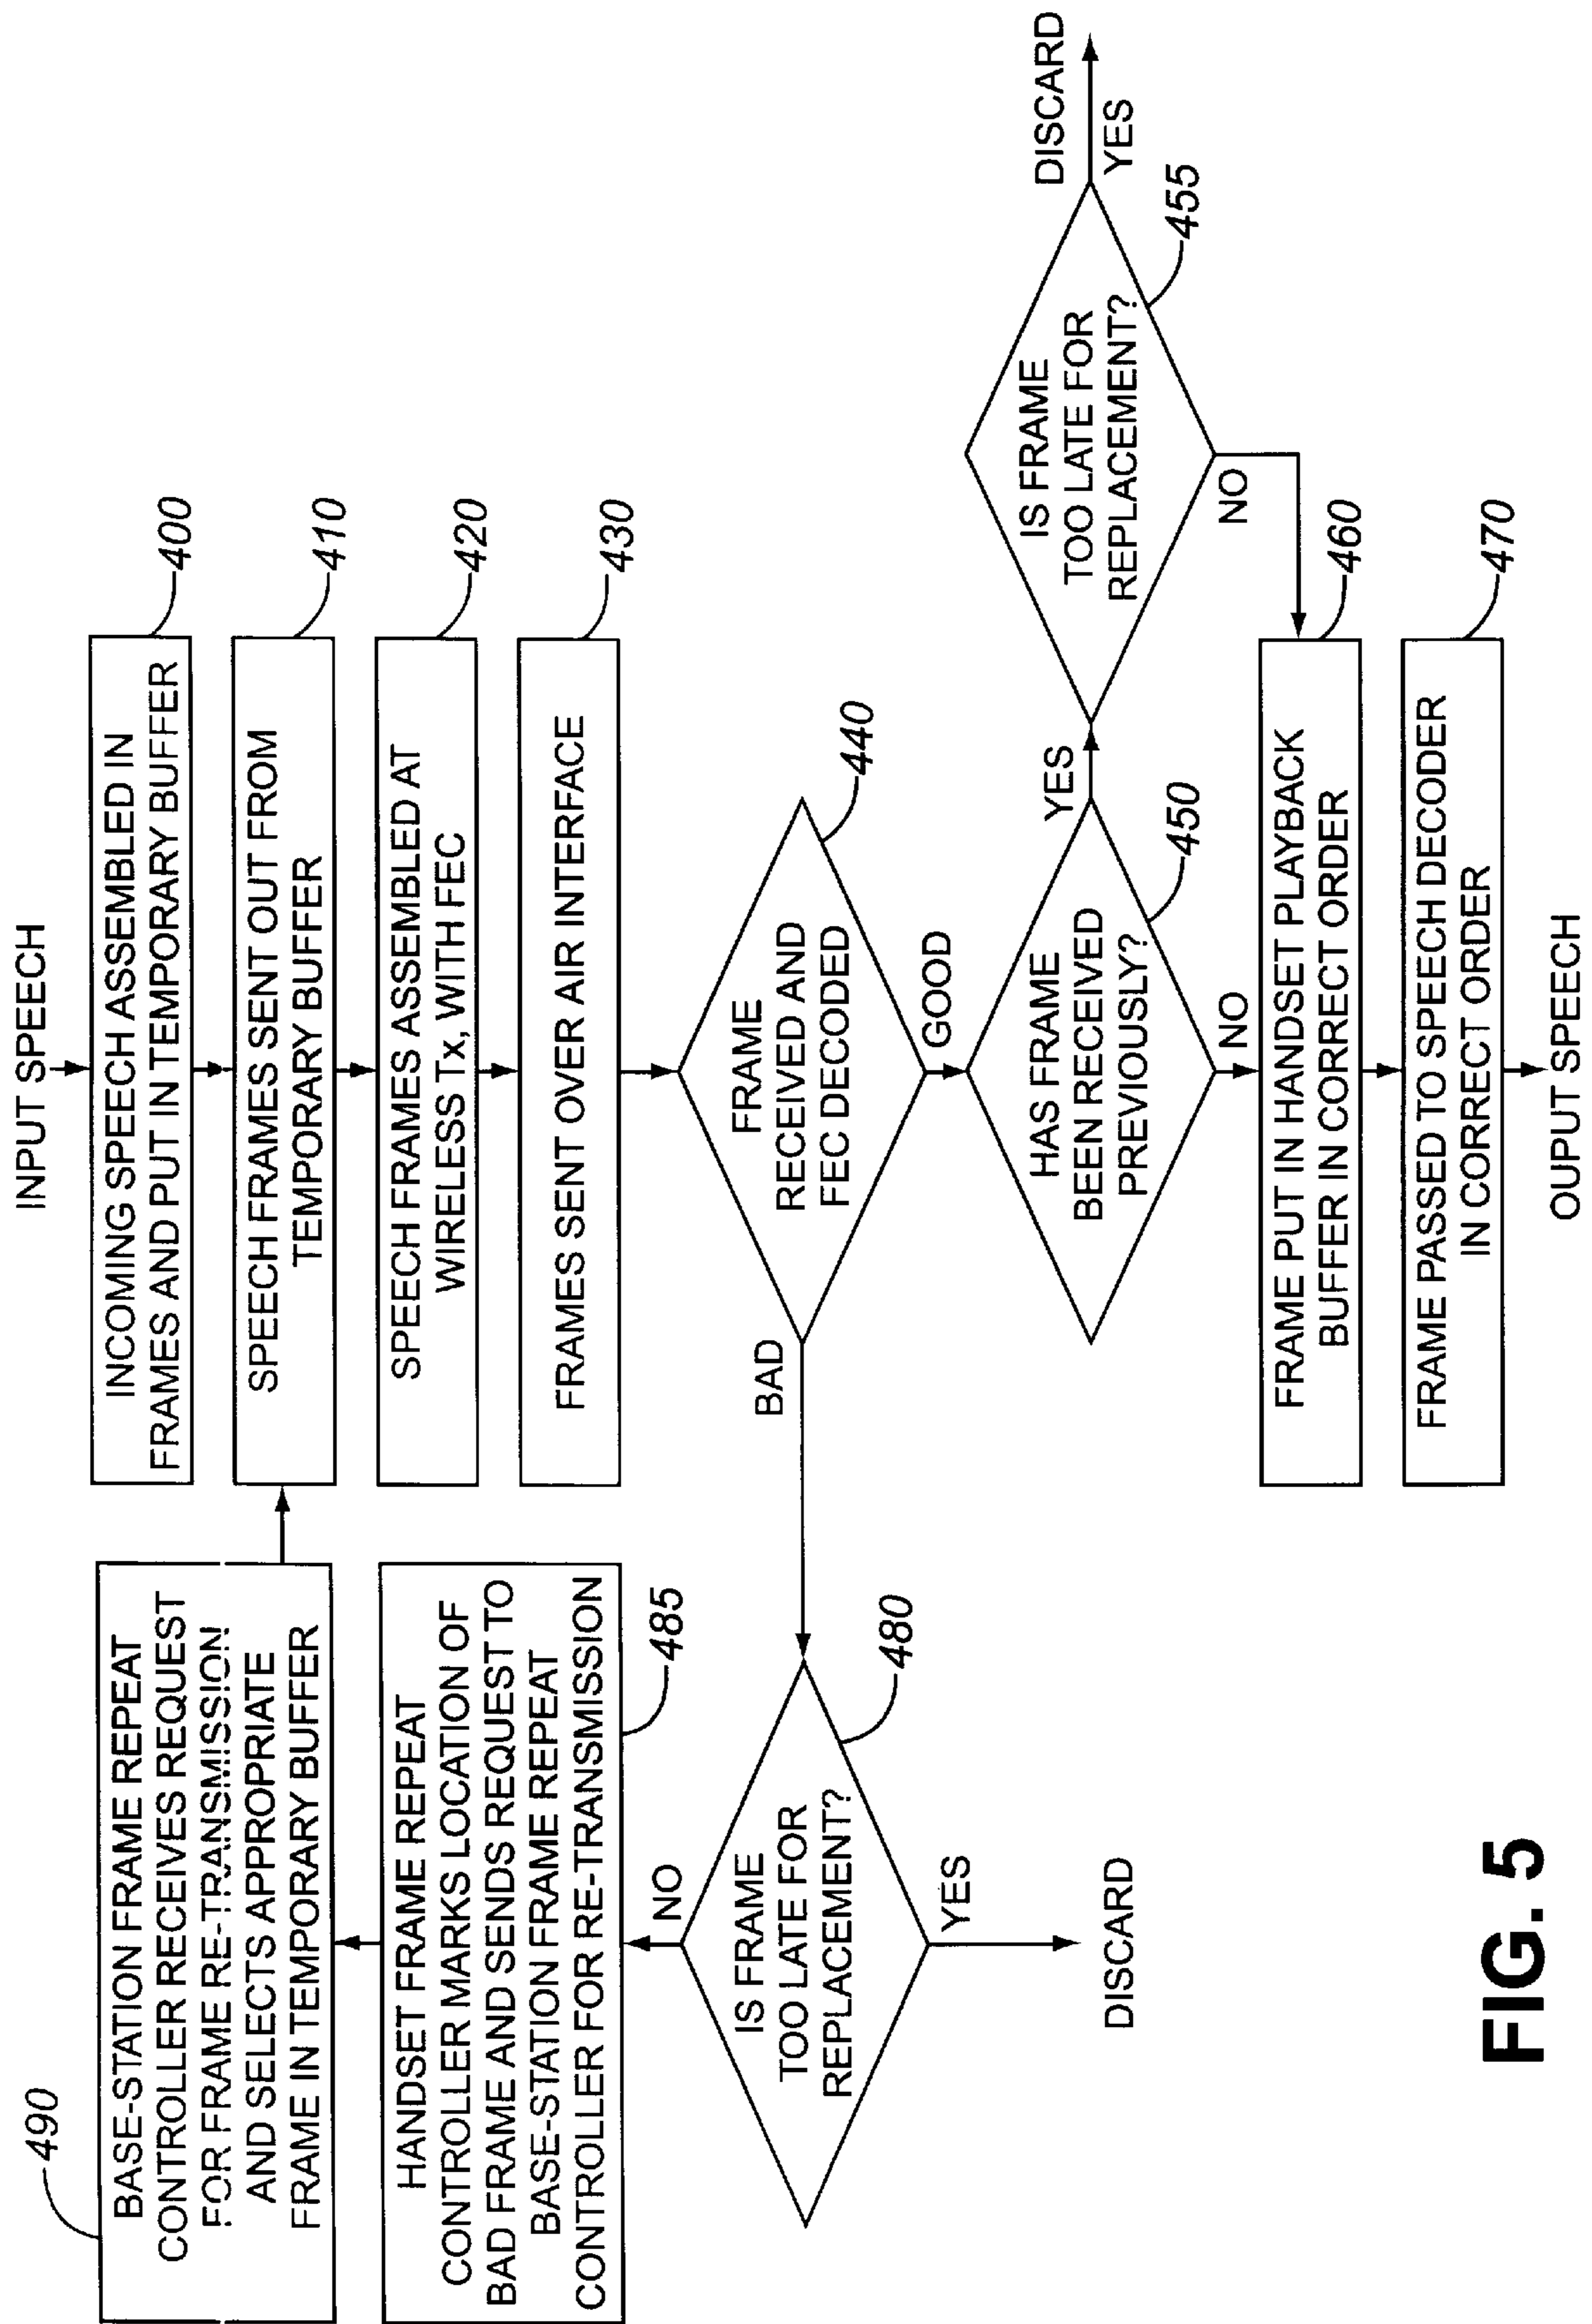 INPUT SPEECH
INCOMING SPEECH ASSEMBLED IN
FRAMES AND PUT IN TEMPORARY BUFFER
400
SPEECH FRAMES SENT OUT FROM
TEMPORARY BUFFER
410
SPEECH FRAMES ASSEMBLED AT
WIRELESS Tx, WITH FEC
420
FRAMES SENT OVER AIR INTERFACE
430
FRAME
RECEIVED AND
FEC DECODED
440
BAD
GOOD
HAS FRAME
BEEN RECEIVED
PREVIOUSLY?
450
YES
NO
IS FRAME
TOO LATE FOR
REPLACEMENT?
455
DISCARD
YES
NO
FRAME PUT IN HANDSET PLAYBACK
BUFFER IN CORRECT ORDER
460
FRAME PASSED TO SPEECH DECODER
IN CORRECT ORDER
470
OUPUT SPEECH
490
BASE-STATION FRAME REPEAT
CONTROLLER RECEIVES REQUEST
FOR FRAME RE-TRANSMISSION
AND SELECTS APPROPRIATE
FRAME IN TEMPORARY BUFFER
HANDSET FRAME REPEAT
CONTROLLER MARKS LOCATION OF
BAD FRAME AND SENDS REQUEST TO
BASE-STATION FRAME REPEAT
CONTROLLER FOR RE-TRANSMISSION
485
NO
IS FRAME
TOO LATE FOR
REPLACEMENT?
480
YES
DISCARD
FIG. 5